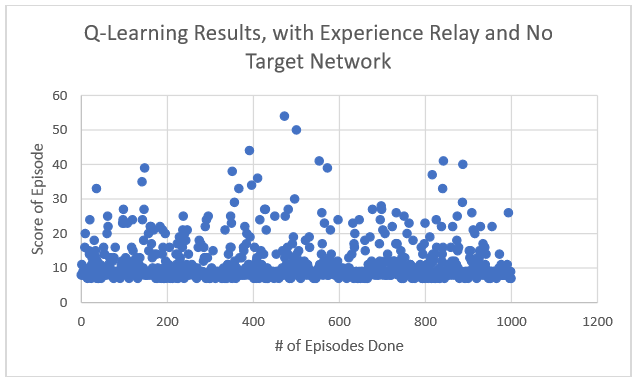 Q-Learning Results, with Experience Relay and No
Target Network
60
50
40
30
20
10
0
Score of Episode
0 200 400 600 800 1000 1200
# of Episodes Done